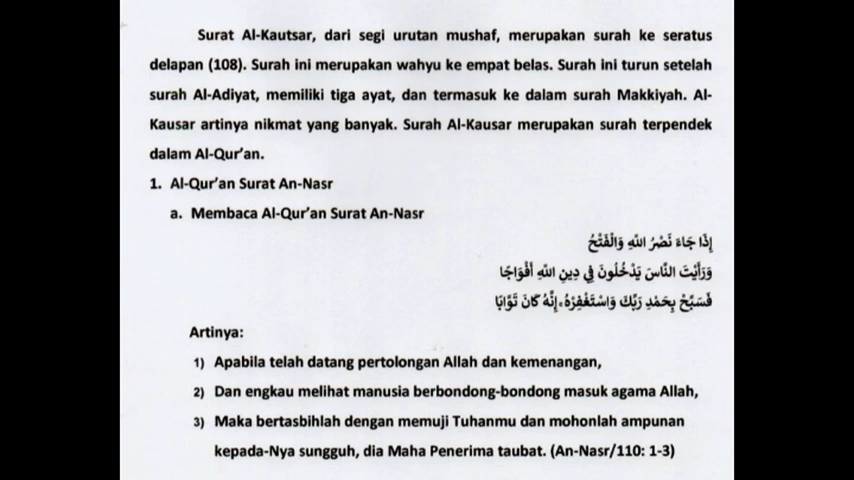 Surat Al-Kautsar, dari segi urutan mushaf, merupakan surah ke seratus
delapan (108). Surah ini merupakan wahyu ke empat belas. Surah ini turun setelah
surah Al-Adiyat, memiliki tiga ayat, dan termasuk ke dalam surah Makkiyah. Al-
Kausar artinya nikmat yang banyak. Surah Al-Kausar merupakan surah terpendek
dalam Al-Qur’an.
1. Al-Qur’an Surat An-Nasr
a. Membaca Al-Qur’an Surat An-Nasr
إِذَا جَاءَ نَصْرُ اللهِ وَالْفَتْحُ
وَرَأَيْتَ النَّاسَ يَدْخُلُونَ فِي دِينِ اللهِ أَفْوَاجًا
فَسَبِّحْ بِحَمْدِ رَبِّكَ وَاسْتَغْفِرْهُ، إِنَّهُ كَانَ تَوَّابًا
Artinya:
1) Apabila telah datang pertolongan Allah dan kemenangan,
2) Dan engkau melihat manusia berbondong-bondong masuk agama Allah,
3) Maka bertasbihlah dengan memuji Tuhanmu dan mohonlah ampunan
kepada-Nya sungguh, dia Maha Penerima taubat. (An-Nasr/110: 1-3)